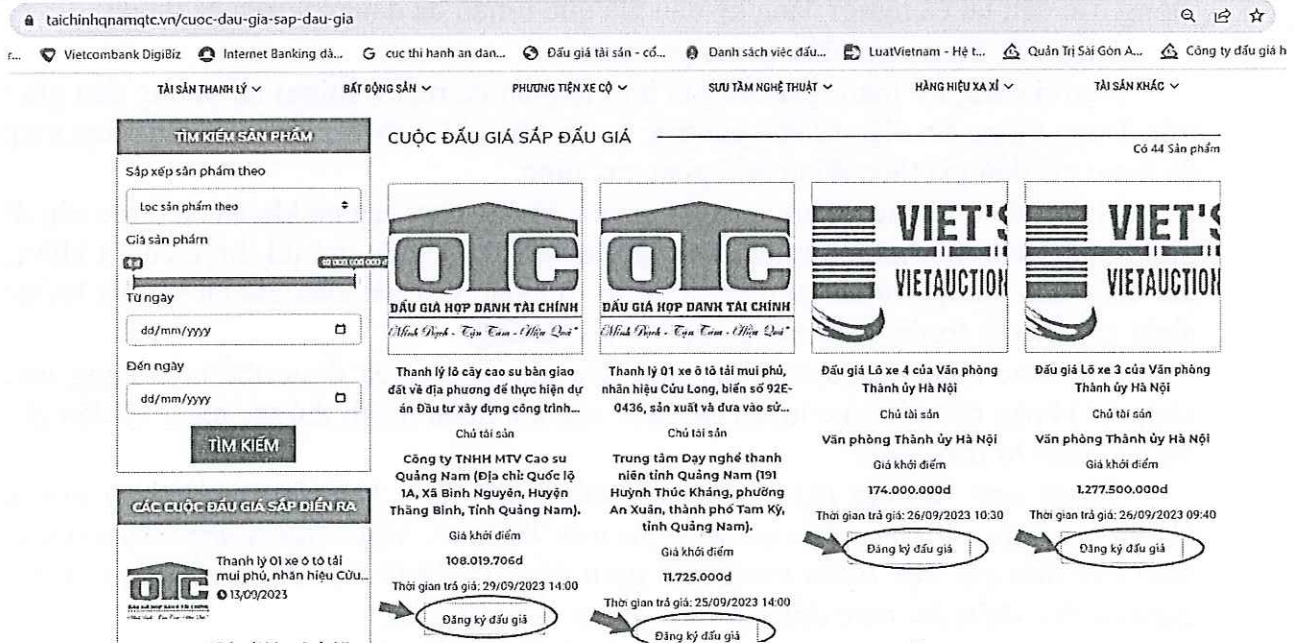 taichinhqnamqtc.vn/cuoc-dau-gia-sap-dau-gia
r... Vietcombank DigiBiz Internet Banking dà... cuc thi hanh an dan... Đấu giá tài sản - cổ... Danh sách việc đấu... LuatVietnam - Hệ t... Quản Trị Sài Gòn A... Công ty đấu giá h
TÀI SẢN THANH LÝ BẤT ĐỘNG SẢN PHƯƠNG TIỆN XE CỘ SƯU TẦM NGHỆ THUẬT HÀNG HIỆU XA XỈ TÀI SẢN KHÁC
TÌM KIẾM SẢN PHẨM
Sắp xếp sản phẩm theo
Lọc sản phẩm theo
Giá sản phẩm
Từ ngày
dd/mm/yyyy
Đến ngày
dd/mm/yyyy
TÌM KIẾM
CÁC CUỘC ĐẤU GIÁ SẮP DIỄN RA
QTC
Thanh lý 01 xe ô tô tải
mui phủ, nhãn hiệu Cửu...
13/09/2023
CUỘC ĐẤU GIÁ SẮP ĐẤU GIÁ
Có 44 Sản phẩm
QTC
ĐẤU GIÁ HỢP DANH TÀI CHÍNH
Minh Bạch - Tận Tâm - Hiệu Quả"
Thanh lý lô cây cao su bàn giao
đất về địa phương để thực hiện dự
án Đầu tư xây dựng công trình...
Chủ tài sản
Công ty TNHH MTV Cao su
Quảng Nam (Địa chỉ: Quốc lộ
1A, Xã Bình Nguyên, Huyện
Thăng Bình, Tỉnh Quảng Nam).
Giá khởi điểm
108.019.706đ
Thời gian trả giá: 29/09/2023 14:00
Đăng ký đấu giá
QTC
ĐẤU GIÁ HỢP DANH TÀI CHÍNH
Minh Bạch - Tận Tâm - Hiệu Quả"
Thanh lý 01 xe ô tô tải mui phủ,
nhãn hiệu Cửu Long, biển số 92E-
0436, sản xuất và đưa vào sử...
Chủ tài sản
Trung tâm Dạy nghề thanh
niên tỉnh Quảng Nam (191
Huỳnh Thúc Kháng, phường
An Xuân, thành phố Tam Kỳ,
tỉnh Quảng Nam).
Giá khởi điểm
11.725.000đ
Thời gian trả giá: 25/09/2023 14:00
Đăng ký đấu giá
VIET'S
VIETAUCTION
Đấu giá Lô xe 4 của Văn phòng
Thành ủy Hà Nội
Chủ tài sản
Văn phòng Thành ủy Hà Nội
Giá khởi điểm
174.000.000đ
Thời gian trả giá: 26/09/2023 10:30
Đăng ký đấu giá
VIET'S
VIETAUCTION
Đấu giá Lô xe 3 của Văn phòng
Thành ủy Hà Nội
Chủ tài sản
Văn phòng Thành ủy Hà Nội
Giá khởi điểm
1.277.500.000đ
Thời gian trả giá: 26/09/2023 09:40
Đăng ký đấu giá